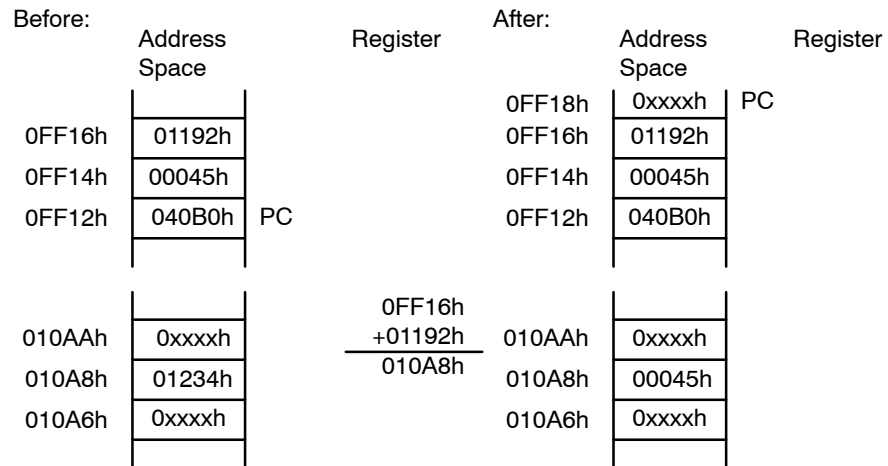 Before:
Address Space
Register
0FF16h 01192h
0FF14h 00045h
0FF12h 040B0h PC
010AAh 0xxxxh
010A8h 01234h
010A6h 0xxxxh
0FF16h
+01192h
010A8h
After:
Address Space
Register
0FF18h 0xxxxh PC
0FF16h 01192h
0FF14h 00045h
0FF12h 040B0h
010AAh 0xxxxh
010A8h 00045h
010A6h 0xxxxh